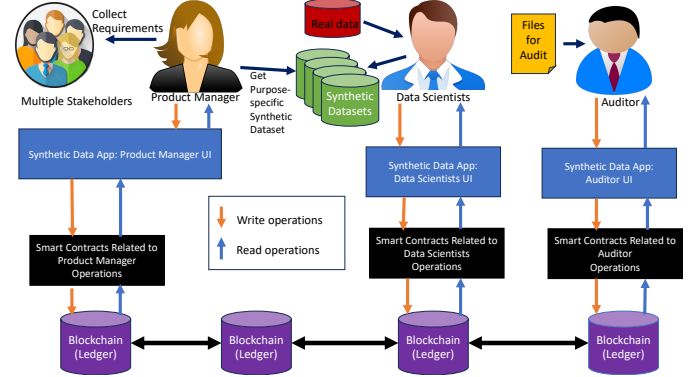 Collect
Requirements
Multiple Stakeholders
Product Manager
Get
Purpose-
specific
Synthetic
Dataset
Real data
Synthetic
Datasets
Data Scientists
Files
for
Audit
Auditor
Synthetic Data App: Product Manager UI
Synthetic Data App:
Data Scientists UI
Synthetic Data App:
Auditor UI
Write operations
Read operations
Smart Contracts Related to
Product Manager
Operations
Smart Contracts Related to
Data Scientists
Operations
Smart Contracts Related to
Auditor
Operations
Blockchain
(Ledger)
Blockchain
(Ledger)
Blockchain
(Ledger)
Blockchain
(Ledger)